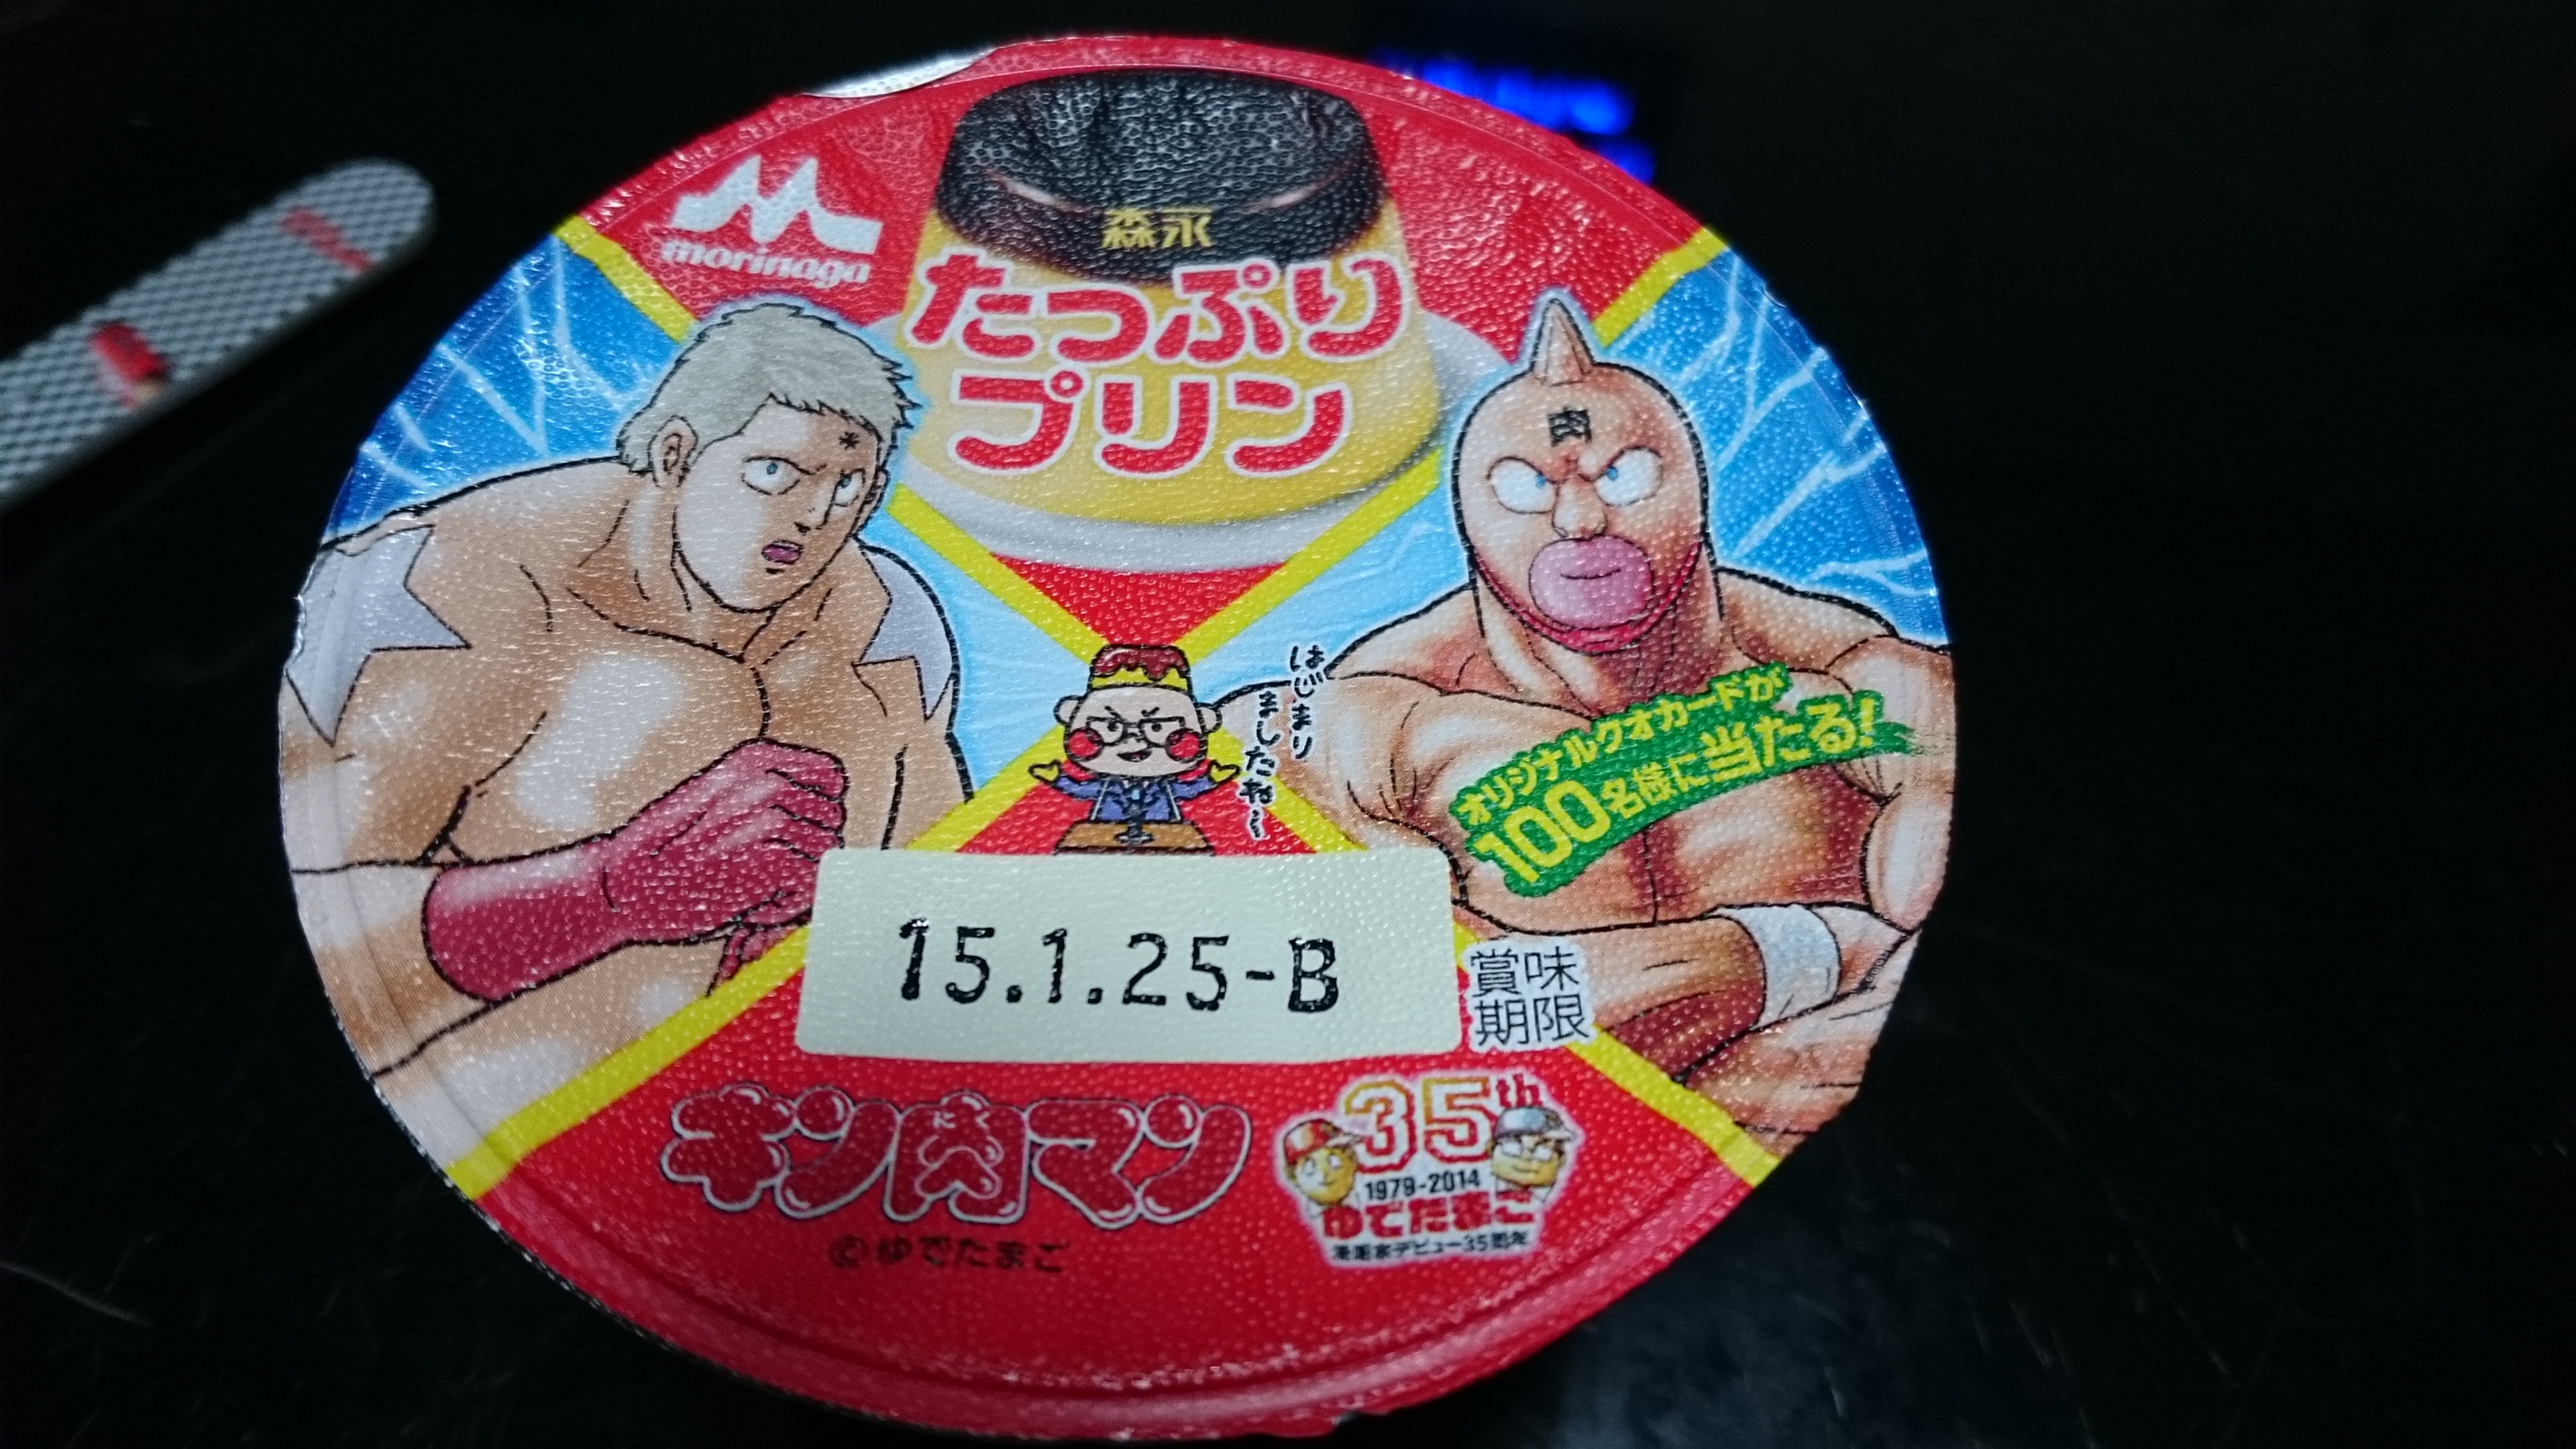 morinaga
森永
たっぷり
プリン
肉
はじまり
ましたね〜
オリジナルクオカードが
100名様に当たる!
15.1.25-B
賞味
期限
キン肉マン
にく
©ゆでたまご
35th
1979-2014
ゆでたまご
漫画家デビュー35周年